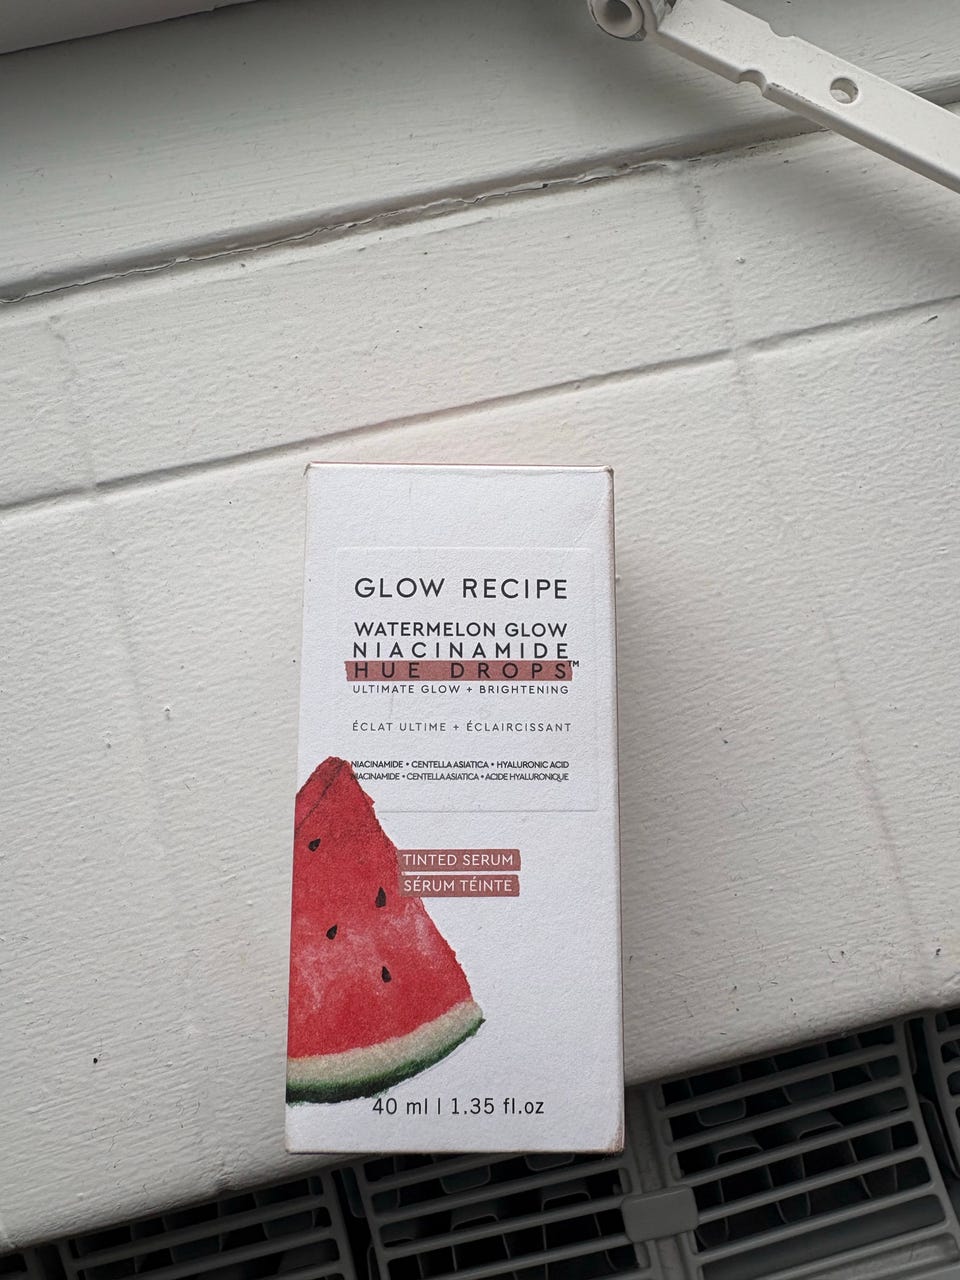 GLOW RECIPE
WATERMELON GLOW
NIACINAMIDE
HUE DROPS™
ULTIMATE GLOW + BRIGHTENING
ÉCLAT ULTIME + ÉCLAIRCISSANT
NIACINAMIDE • CENTELLA ASIATICA • HYALURONIC ACID
NIACINAMIDE • CENTELLA ASIATICA • ACIDE HYALURONIQUE
TINTED SERUM
SÉRUM TÉINTE
40 ml | 1.35 fl.oz